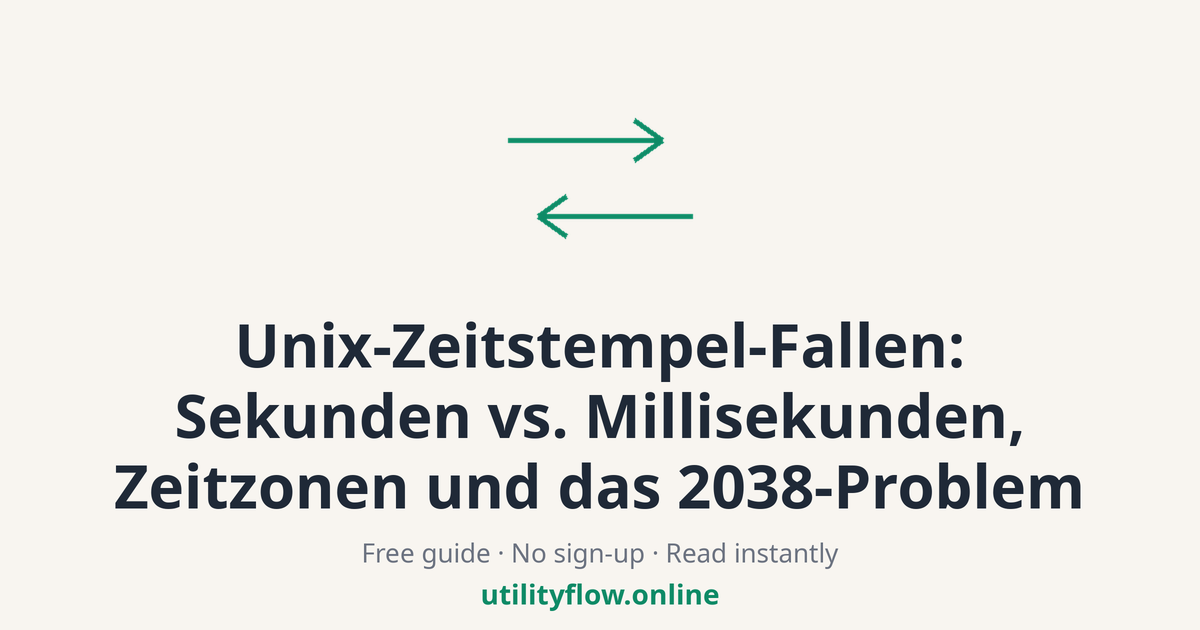 Unix-Zeitstempel-Fallen:
Sekunden vs. Millisekunden,
Zeitzonen und das 2038-Problem
Free guide · No sign-up · Read instantly
utilityflow.online